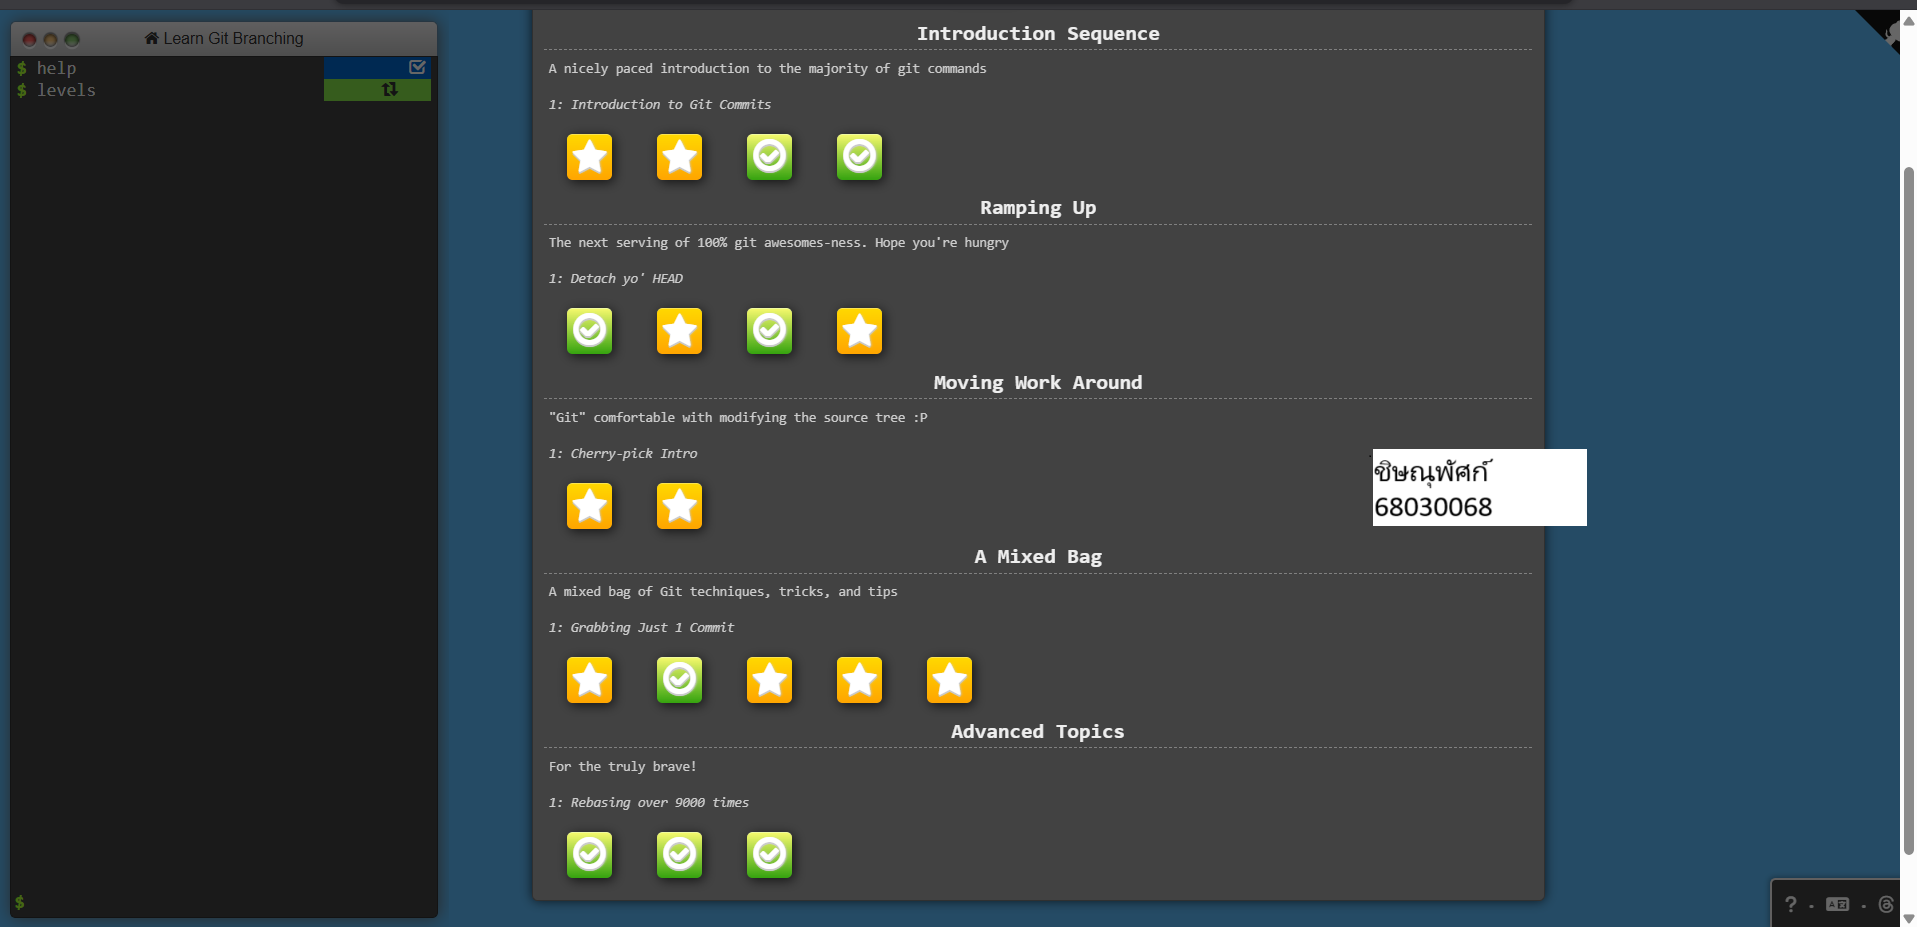 Learn Git Branching
$ help
$ levels
$
Introduction Sequence
A nicely paced introduction to the majority of git commands
1: Introduction to Git Commits
Ramping Up
The next serving of 100% git awesomes-ness. Hope you're hungry
1: Detach yo' HEAD
Moving Work Around
"Git" comfortable with modifying the source tree :P
1: Cherry-pick Intro
ชิษณุพัศก์
68030068
A Mixed Bag
A mixed bag of Git techniques, tricks, and tips
1: Grabbing Just 1 Commit
Advanced Topics
For the truly brave!
1: Rebasing over 9000 times